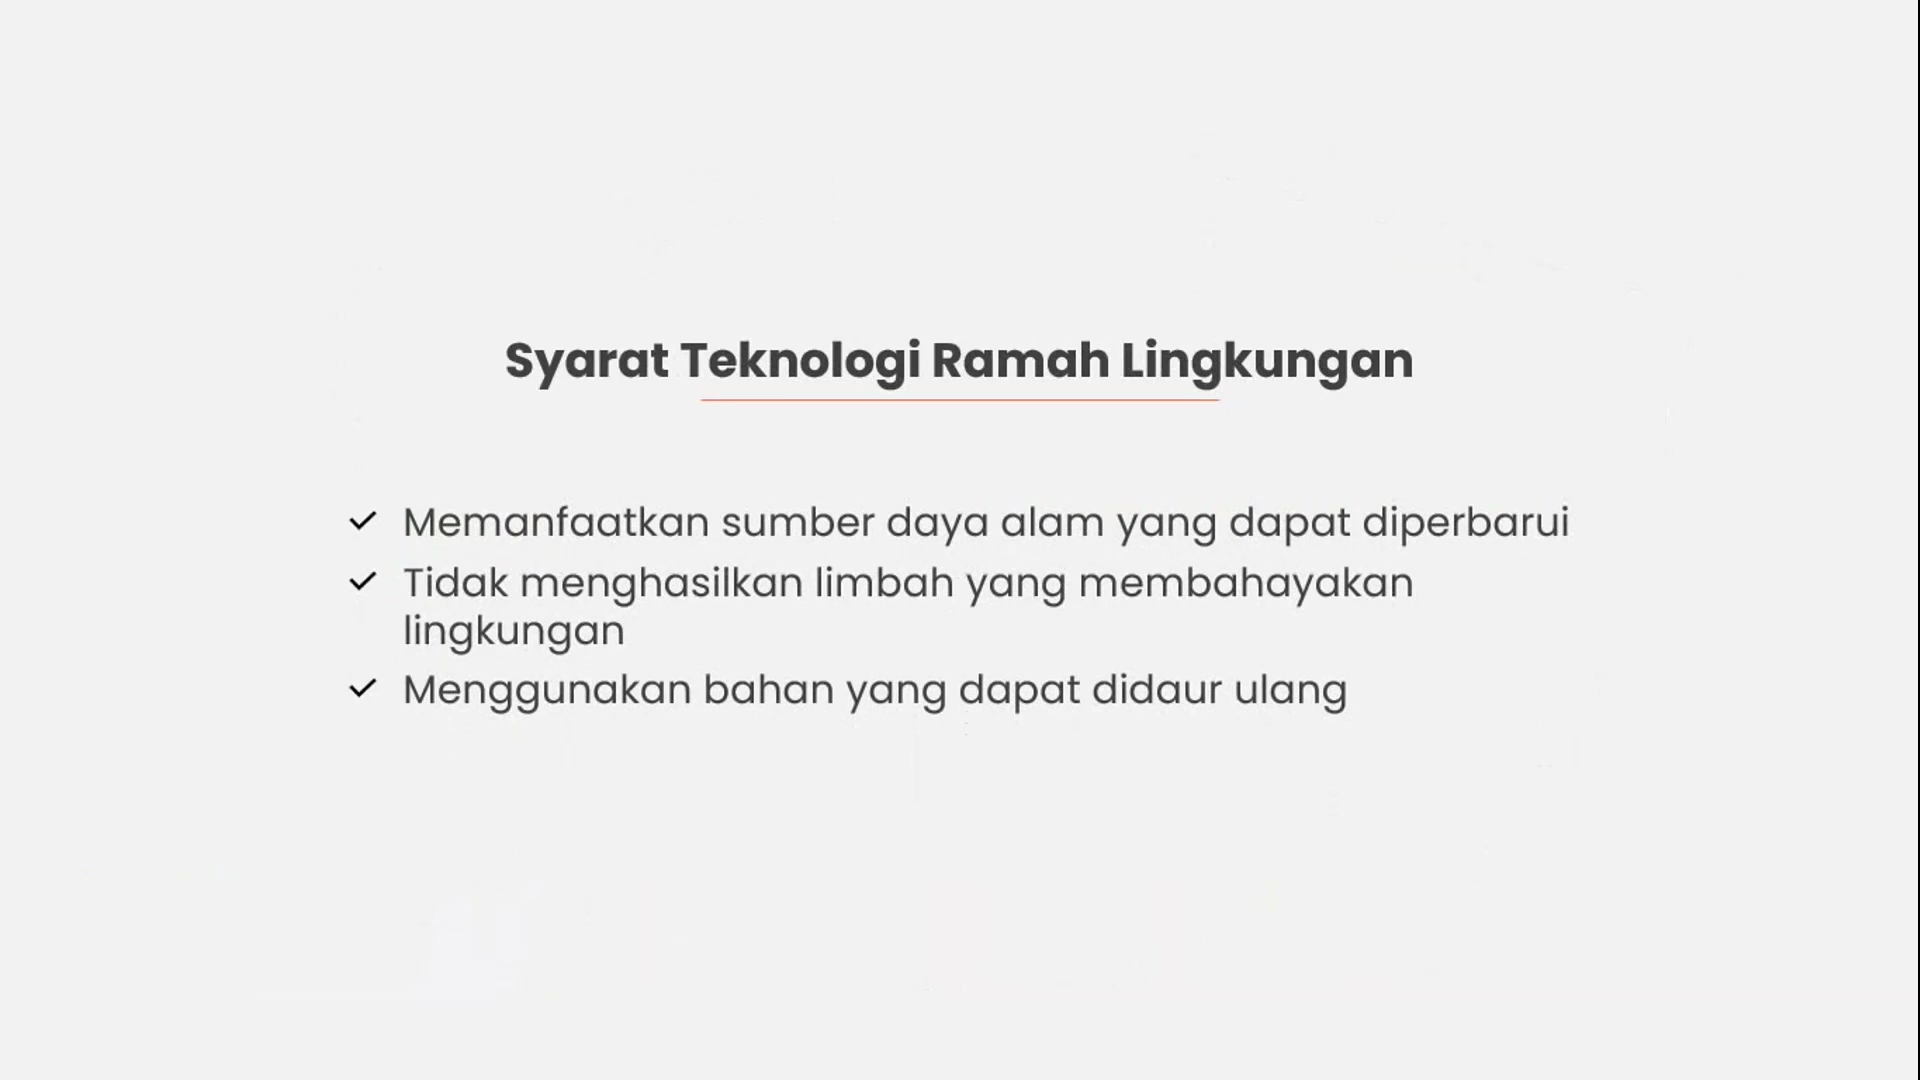 Syarat Teknologi Ramah Lingkungan
Memanfaatkan sumber daya alam yang dapat diperbarui
Tidak menghasilkan limbah yang membahayakan
lingkungan
Menggunakan bahan yang dapat didaur ulang